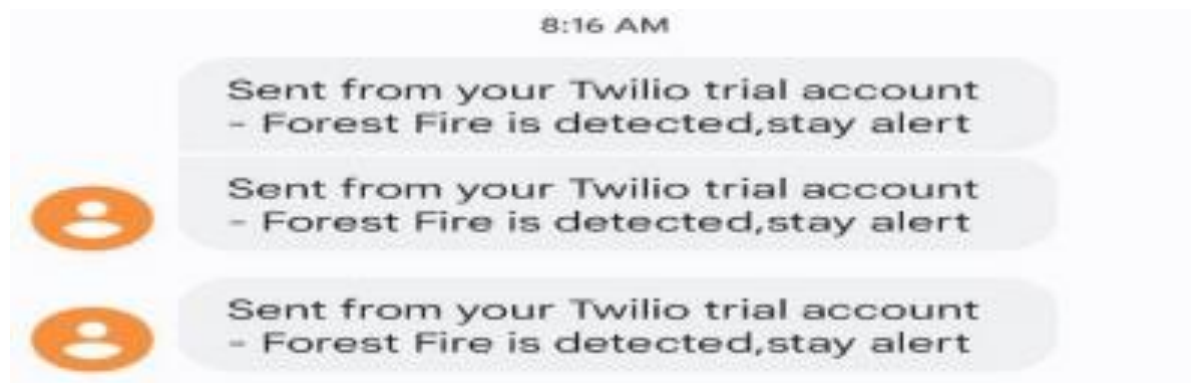 8:16 AM
Sent from your Twilio trial account
- Forest Fire is detected,stay alert
Sent from your Twilio trial account
- Forest Fire is detected,stay alert
Sent from your Twilio trial account
- Forest Fire is detected,stay alert